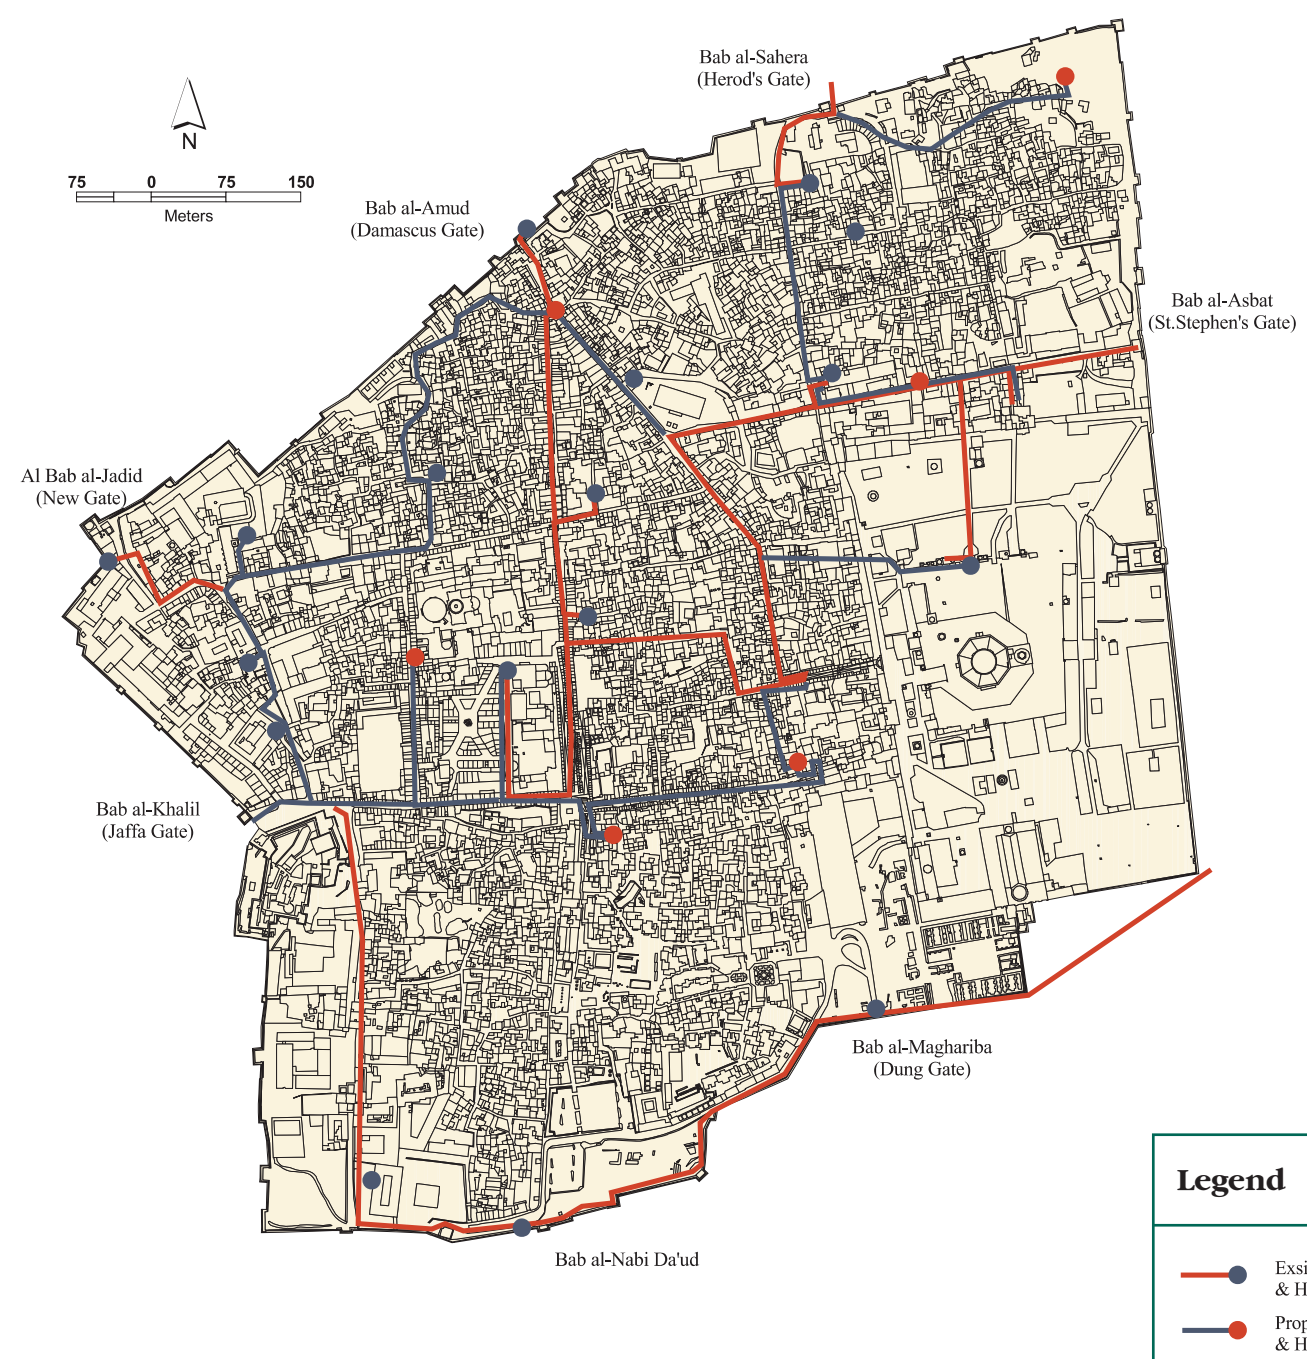 Bab al-Sahera
(Herod's Gate)
N
75 0 75 150
Meters
Bab al-Amud
(Damascus Gate)
Bab al-Asbat
(St.Stephen's Gate)
Al Bab al-Jadid
(New Gate)
Bab al-Khalil
(Jaffa Gate)
Bab al-Maghariba
(Dung Gate)
Bab al-Nabi Da'ud
Legend
Exsi
& H
Prop
& H